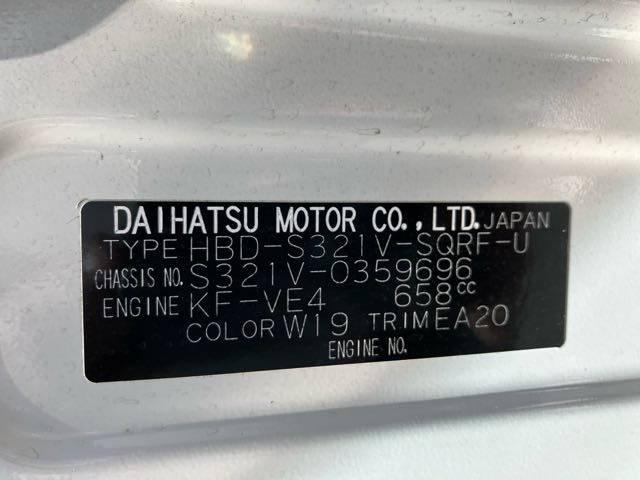 DAIHATSU MOTOR CO.,LTD. JAPAN
TYPE HBD-S321V-SQRF-U
CHASSIS NO. S321V-0359696
ENGINE KF-VE4 658cc
COLOR W19 TRIM EA20
ENGINE NO.